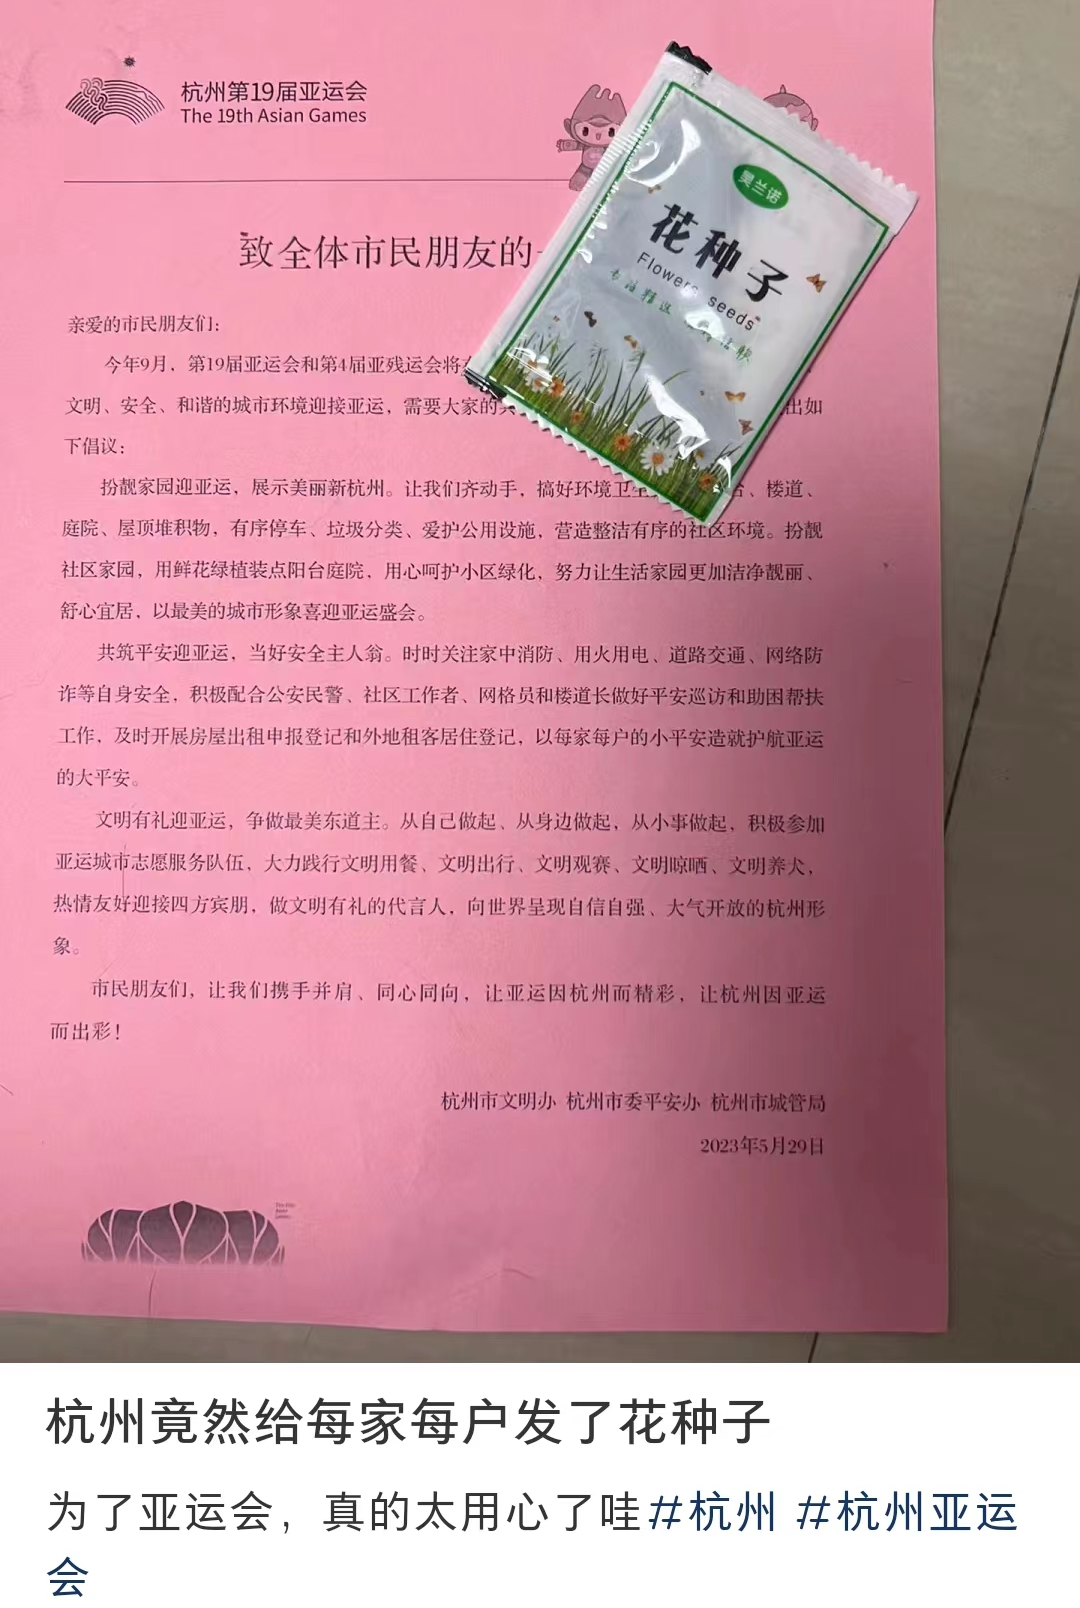 杭州第19届亚运会
The 19th Asian Games
昊兰诺
花种子
Flowers seeds
致全体市民朋友的一
亲爱的市民朋友们：
今年9月，第19届亚运会和第4届亚残运会将在
文明、安全、和谐的城市环境迎接亚运，需要大家的共 出如
下倡议：
扮靓家园迎亚运，展示美丽新杭州。让我们齐动手，搞好环境卫生 台、楼道、
庭院、屋顶堆积物，有序停车、垃圾分类、爱护公用设施，营造整洁有序的社区环境。扮靓
社区家园，用鲜花绿植装点阳台庭院，用心呵护小区绿化，努力让生活家园更加洁净靓丽、
舒心宜居，以最美的城市形象喜迎亚运盛会。
共筑平安迎亚运，当好安全主人翁。时时关注家中消防、用火用电、道路交通、网络防
诈等自身安全，积极配合公安民警、社区工作者、网格员和楼道长做好平安巡访和助困帮扶
工作，及时开展房屋出租申报登记和外地租客居住登记，以每家每户的小平安造就护航亚运
的大平安。
文明有礼迎亚运，争做最美东道主。从自己做起、从身边做起，从小事做起，积极参加
亚运城市志愿服务队伍，大力践行文明用餐、文明出行、文明观赛、文明晾晒、文明养犬，
热情友好迎接四方宾朋，做文明有礼的代言人，向世界呈现自信自强、大气开放的杭州形
象。
市民朋友们，让我们携手并肩、同心同向，让亚运因杭州而精彩，让杭州因亚运
而出彩！
杭州市文明办 杭州市委平安办 杭州市城管局
2023年5月29日
杭州竟然给每家每户发了花种子
为了亚运会，真的太用心了哇#杭州 #杭州亚运
会